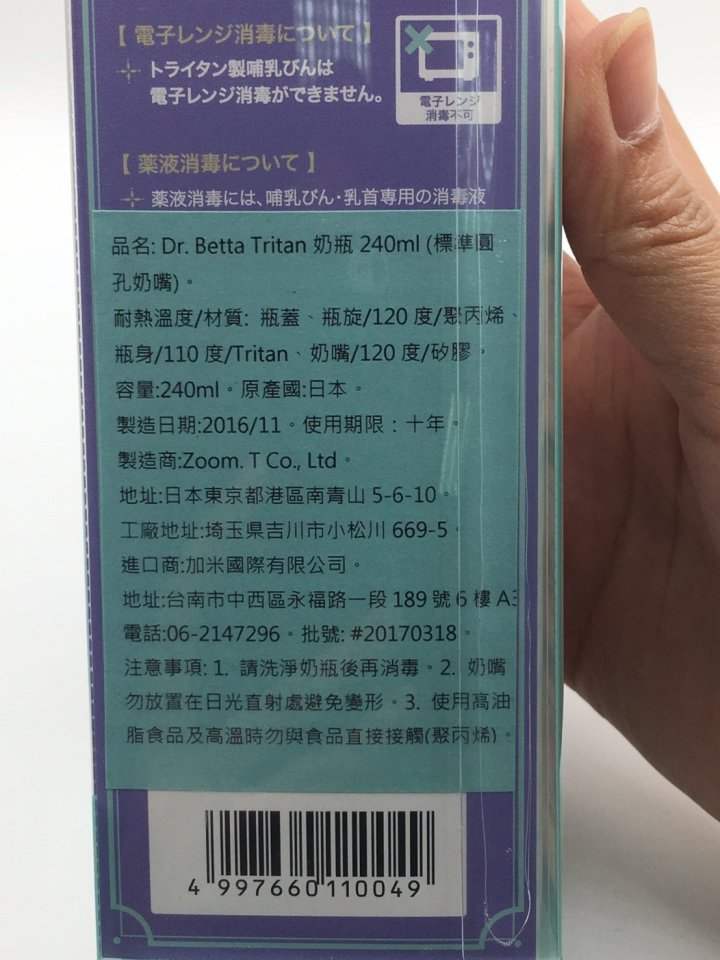 【 電子レンジ消毒について 】
トライタン製哺乳びんは
電子レンジ消毒ができません。
電子レンジ
消毒不可
【 薬液消毒について 】
薬液消毒には、哺乳びん・乳首専用の消毒液
品名: Dr. Betta Tritan 奶瓶 240ml (標準圓
孔奶嘴)。
耐熱溫度/材質: 瓶蓋、瓶旋/120 度/聚丙烯、
瓶身/110 度/Tritan、奶嘴/120 度/矽膠。
容量:240ml。原產國:日本。
製造日期:2016/11。使用期限：十年。
製造商:Zoom. T Co., Ltd。
地址:日本東京都港區南青山 5-6-10。
工廠地址:埼玉県吉川市小松川 669-5。
進口商:加米國際有限公司。
地址:台南市中西區永福路一段 189 號 6 樓 A3
電話:06-2147296。批號: #20170318。
注意事項: 1. 請洗淨奶瓶後再消毒。2. 奶嘴
勿放置在日光直射處避免變形。3. 使用高油
脂食品及高溫時勿與食品直接接觸(聚丙烯)。
4 997660 110049